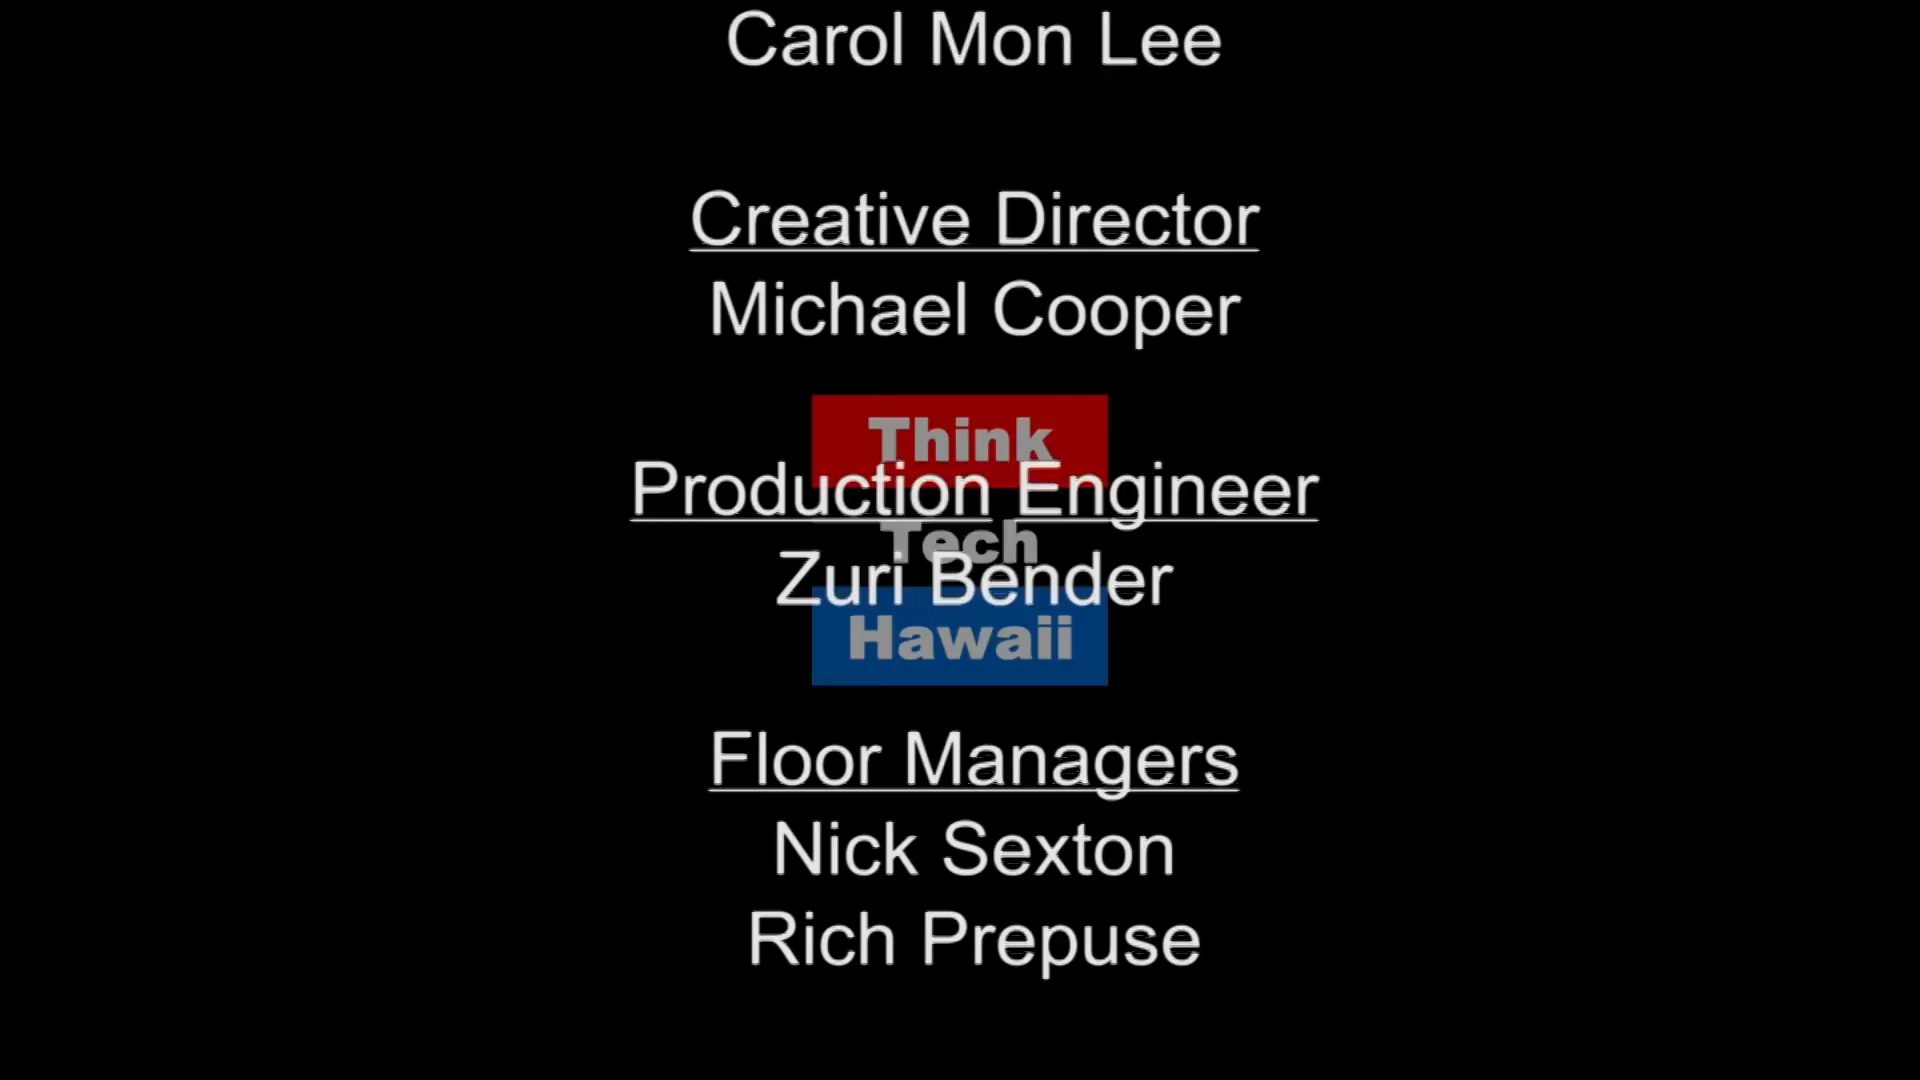 Carol Mon Lee
Creative Director
Michael Cooper
Think
Production Engineer
Tech
Zuri Bender
Hawaii
Floor Managers
Nick Sexton
Rich Prepuse